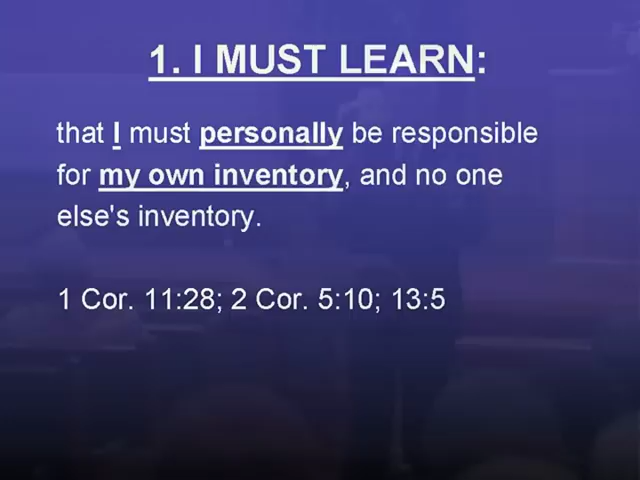 1. I MUST LEARN:
that I must personally be responsible
for my own inventory, and no one
else's inventory.
1 Cor. 11:28; 2 Cor. 5:10; 13:5